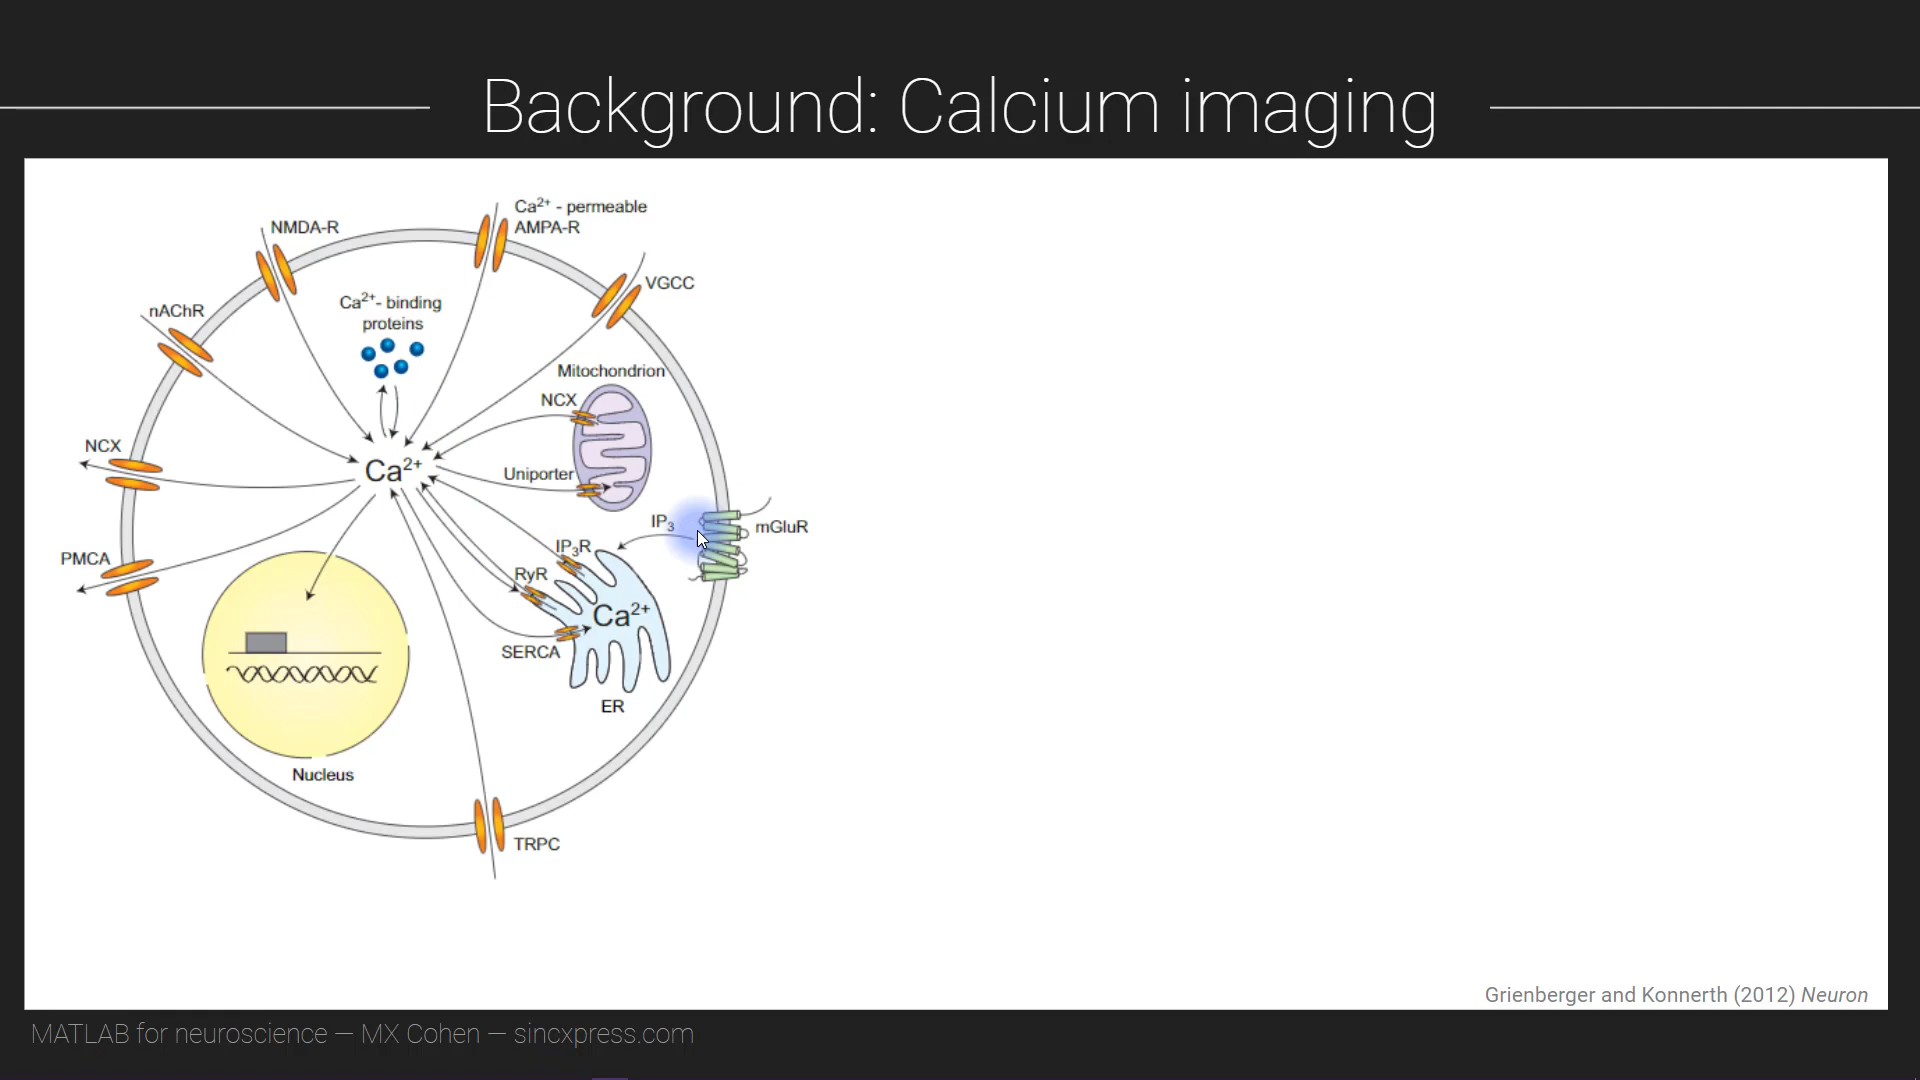 Background: Calcium imaging
Ca²⁺ - permeable
AMPA-R
NMDA-R
VGCC
nAChR
Ca²⁺- binding
proteins
Mitochondrion
NCX
NCX
Ca²⁺
Uniporter
IP₃
mGluR
IP₃R
PMCA
RyR
Ca²⁺
SERCA
ER
Nucleus
TRPC
Grienberger and Konnerth (2012) Neuron
MATLAB for neuroscience — MX Cohen — sincxpress.com